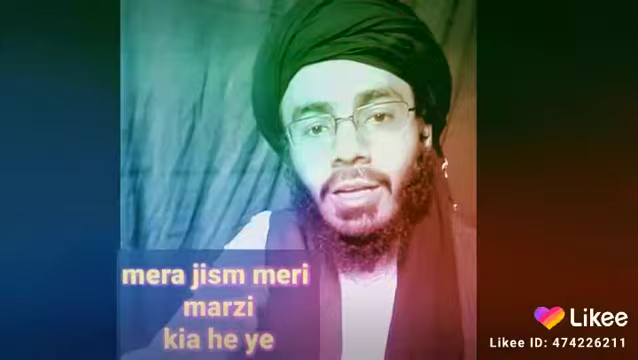 mera jism meri
marzi
kia he ye
Likee
Likee ID: 474226211